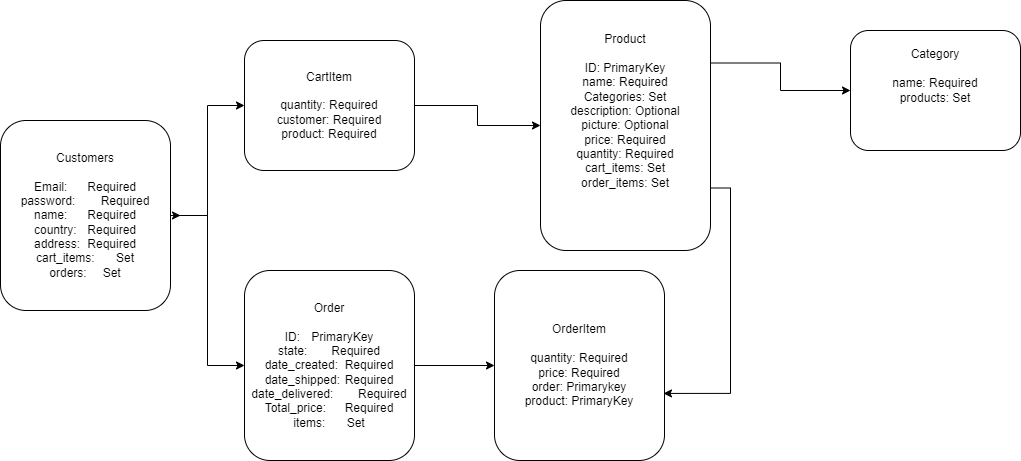 Customers
Email: Required
password: Required
name: Required
country: Required
address: Required
cart_items: Set
orders: Set
CartItem
quantity: Required
customer: Required
product: Required
Order
ID: PrimaryKey
state: Required
date_created: Required
date_shipped: Required
date_delivered: Required
Total_price: Required
items: Set
Product
ID: PrimaryKey
name: Required
Categories: Set
description: Optional
picture: Optional
price: Required
quantity: Required
cart_items: Set
order_items: Set
OrderItem
quantity: Required
price: Required
order: Primarykey
product: PrimaryKey
Category
name: Required
products: Set